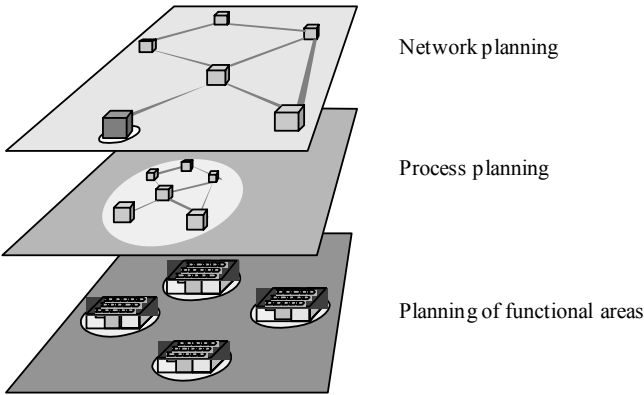 Network planning
Process planning
Planning of functional areas